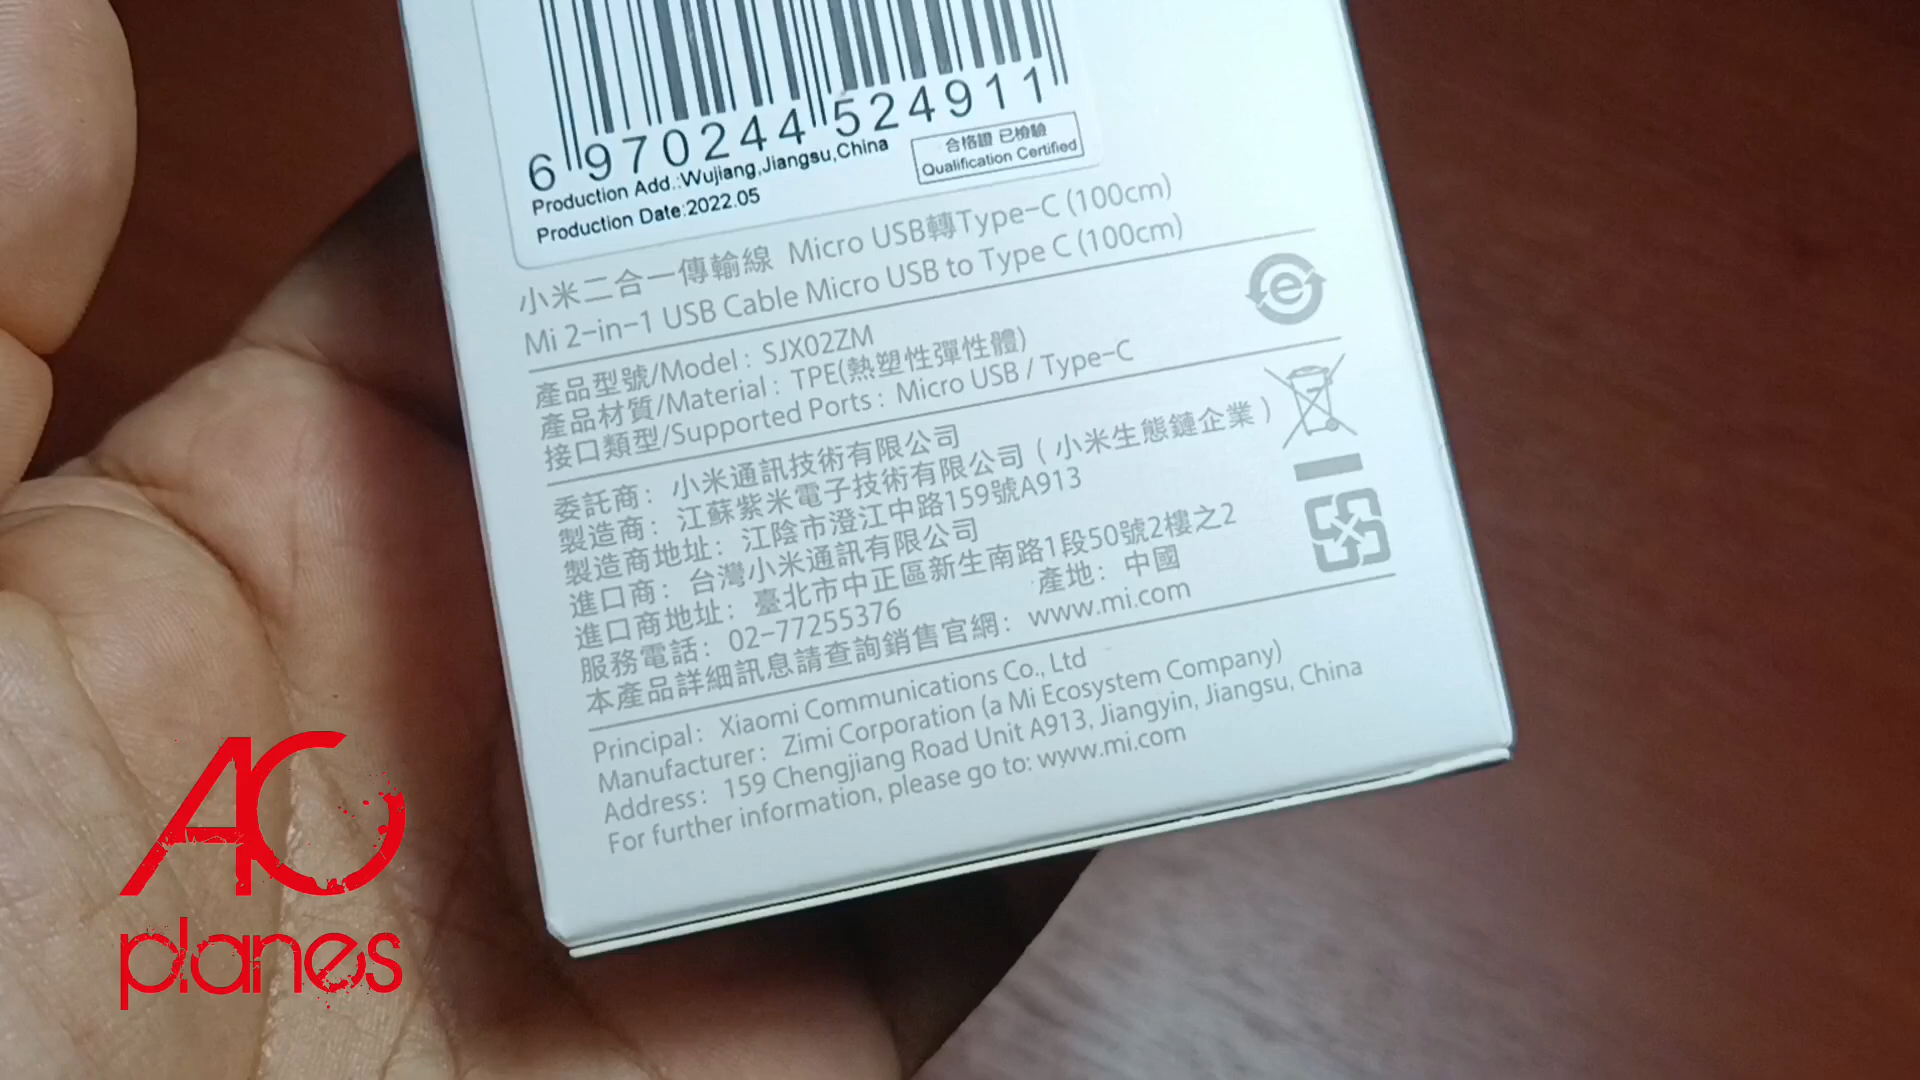 6 970244 524911
Production Add.:Wujiang,Jiangsu,China
Production Date:2022.05
合格證 已檢驗
Qualification Certified
小米二合一傳輸線 Micro USB轉Type-C (100cm)
Mi 2-in-1 USB Cable Micro USB to Type C (100cm)
產品型號/Model: SJX02ZM
產品材質/Material: TPE(熱塑性彈性體)
接口類型/Supported Ports: Micro USB / Type-C
委託商: 小米通訊技術有限公司
製造商: 江蘇紫米電子技術有限公司 (小米生態鏈企業)
製造商地址: 江陰市澄江中路159號A913
進口商: 台灣小米通訊有限公司
進口商地址: 臺北市中正區新生南路1段50號2樓之2
服務電話: 02-77255376 產地: 中國
本產品詳細訊息請查詢銷售官網: www.mi.com
Principal: Xiaomi Communications Co., Ltd
Manufacturer: Zimi Corporation (a Mi Ecosystem Company)
Address: 159 Chengjiang Road Unit A913, Jiangyin, Jiangsu, China
For further information, please go to: www.mi.com
AO
planes